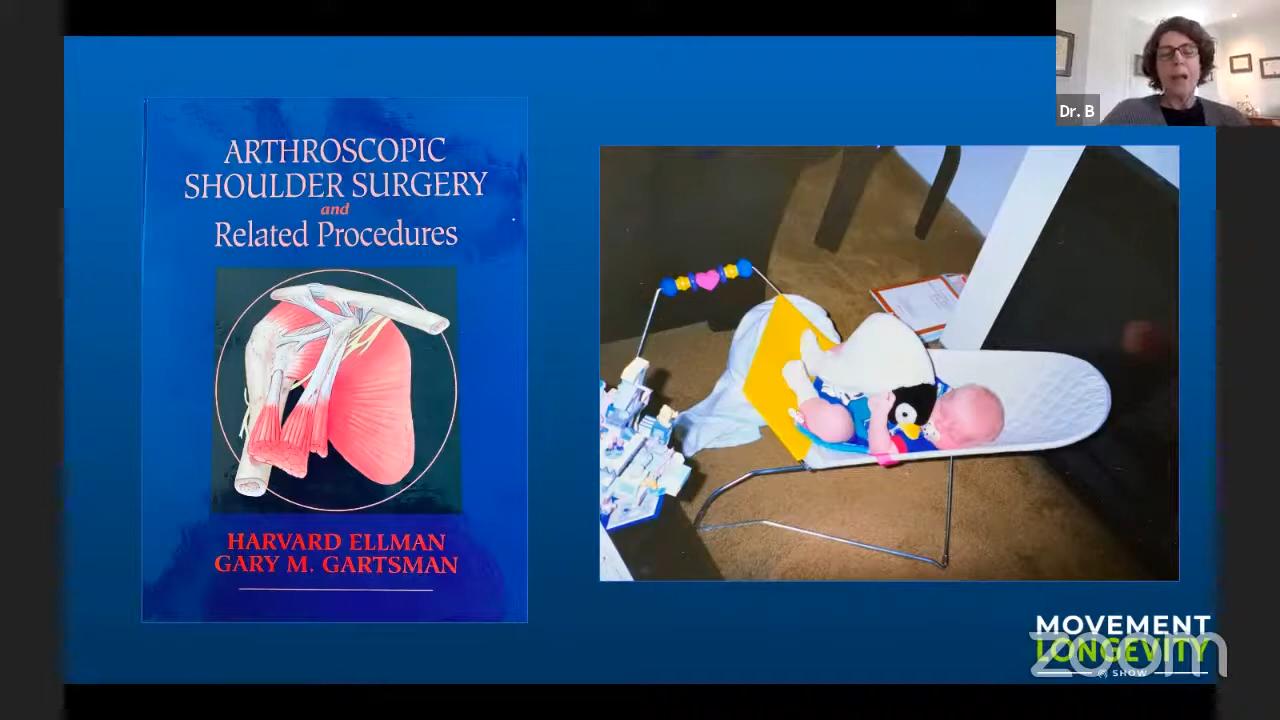 ARTHROSCOPIC
SHOULDER SURGERY
and
Related Procedures
HARVARD ELLMAN
GARY M. GARTSMAN
Dr. B
MOVEMENT
LONGEVITY
SHOW
zoom